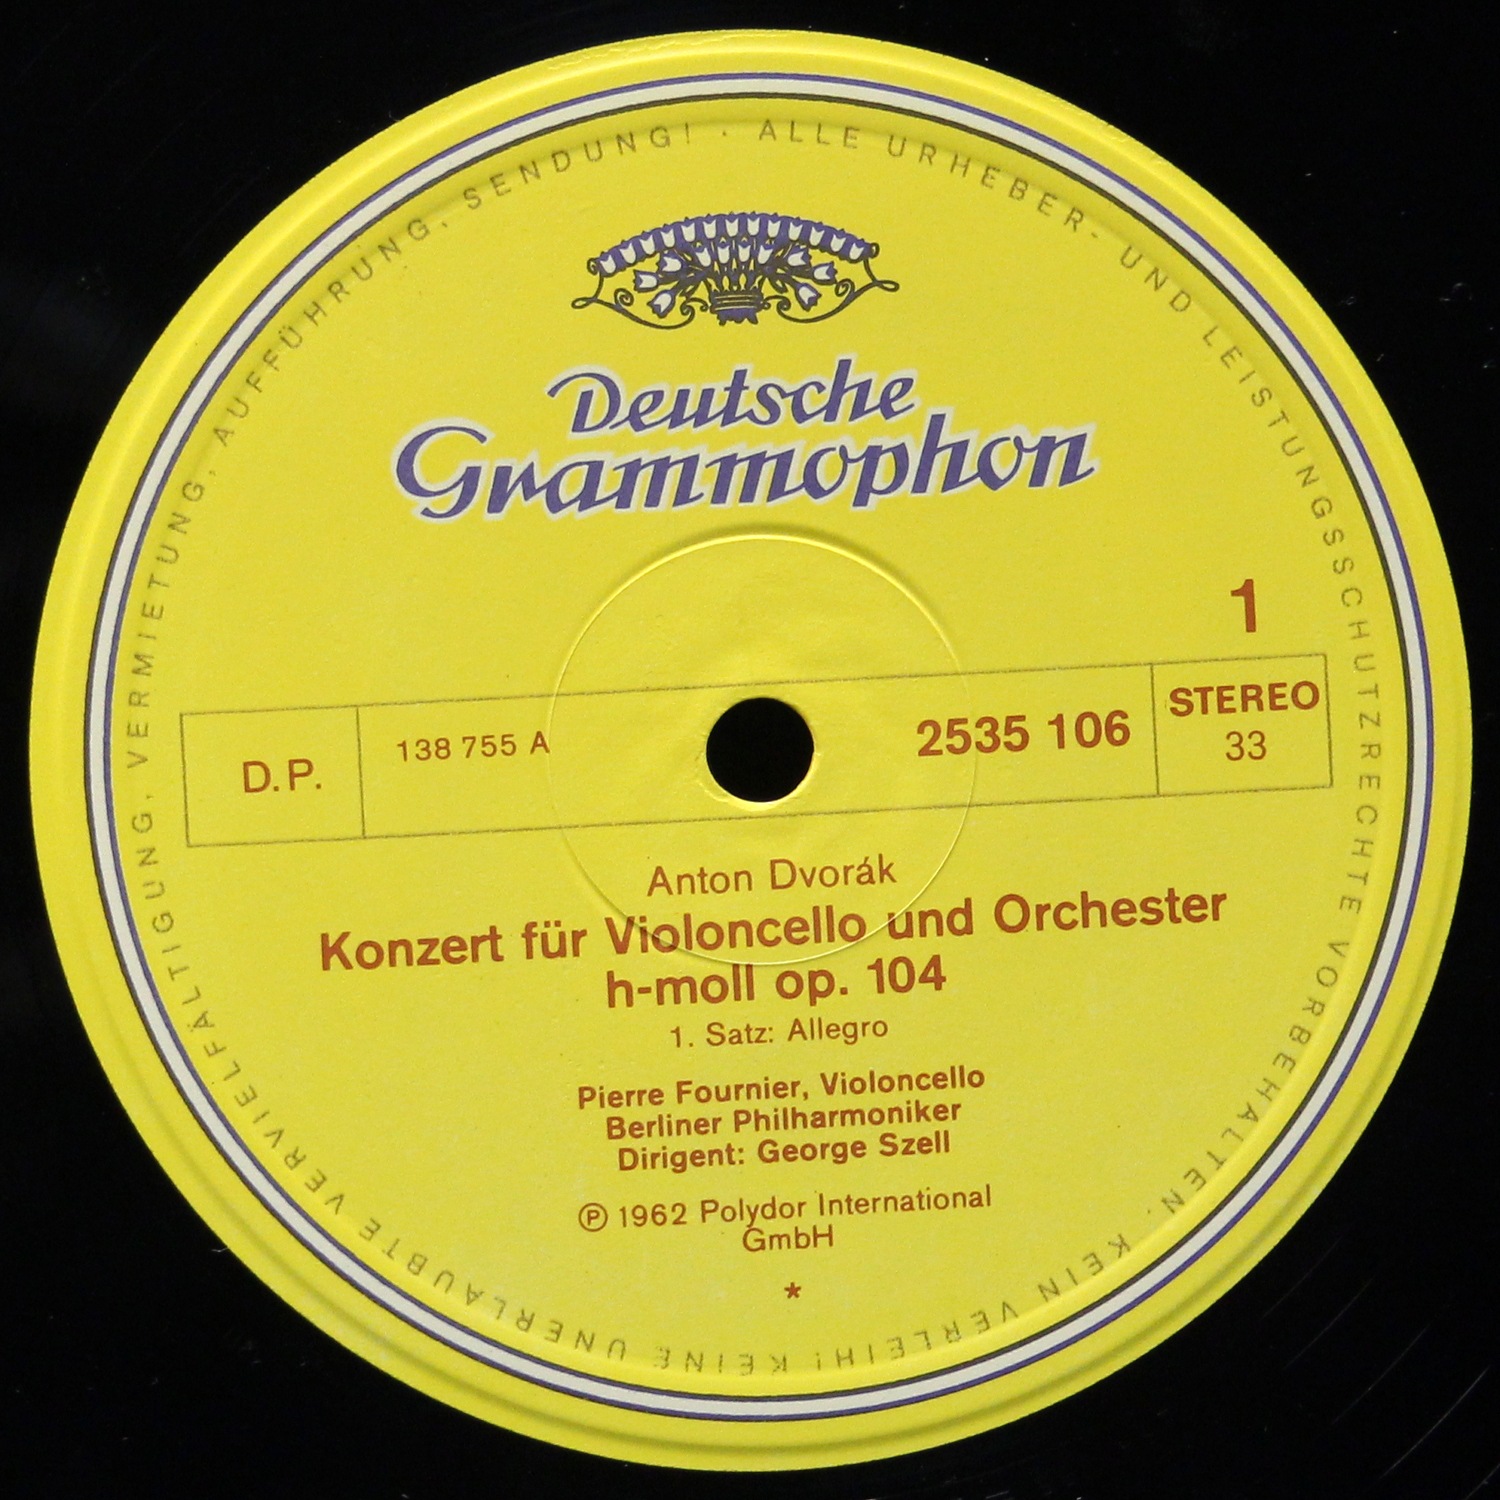 ALLE URHEBER- UND LEISTUNGSSCHUTZRECHTE VORBEHALTEN. KEIN VERLEIH! KEINE UNERLAUBTE VERVIELFÄLTIGUNG, VERMIETUNG, AUFFÜHRUNG, SENDUNG! ·
Deutsche
Grammophon
1
D.P.
138 755 A
2535 106
STEREO
33
Anton Dvorák
Konzert für Violoncello und Orchester
h-moll op. 104
1. Satz: Allegro
Pierre Fournier, Violoncello
Berliner Philharmoniker
Dirigent: George Szell
℗ 1962 Polydor International
GmbH
*